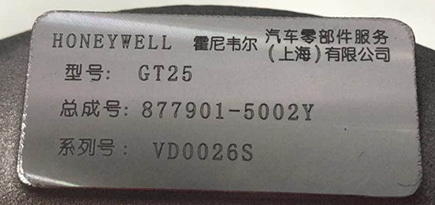 HONEYWELL 霍尼韦尔 汽车零部件服务
(上海)有限公司
型号: GT25
总成号: 877901-5002Y
系列号: VD0026S